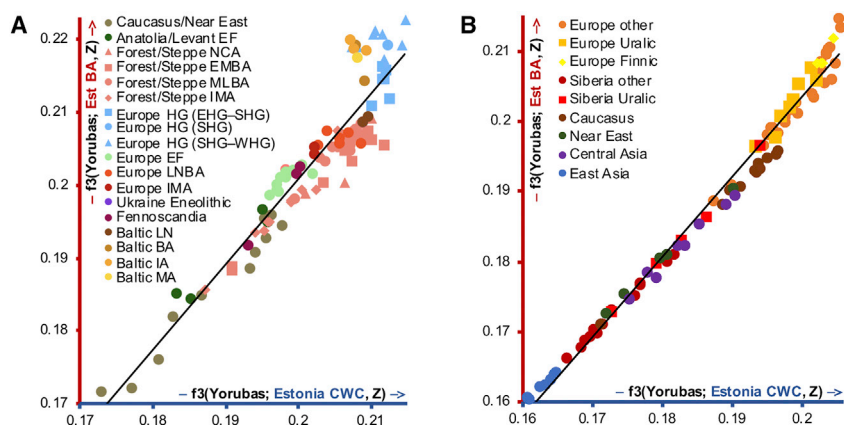 A
− f3(Yorubas; Est BA, Z) →
0.22
0.21
0.2
0.19
0.18
0.17
Caucasus/Near East
Anatolia/Levant EF
Forest/Steppe NCA
Forest/Steppe EMBA
Forest/Steppe MLBA
Forest/Steppe IMA
Europe HG (EHG–SHG)
Europe HG (SHG)
Europe HG (SHG–WHG)
Europe EF
Europe LNBA
Europe IMA
Ukraine Eneolithic
Fennoscandia
Baltic LN
Baltic BA
Baltic IA
Baltic MA
− f3(Yorubas; Estonia CWC, Z) →
0.17 0.18 0.19 0.2 0.21
B
− f3(Yorubas; Est BA, Z) →
0.21
0.2
0.19
0.18
0.17
0.16
Europe other
Europe Uralic
Europe Finnic
Siberia other
Siberia Uralic
Caucasus
Near East
Central Asia
East Asia
− f3(Yorubas; Estonia CWC, Z) →
0.16 0.17 0.18 0.19 0.2